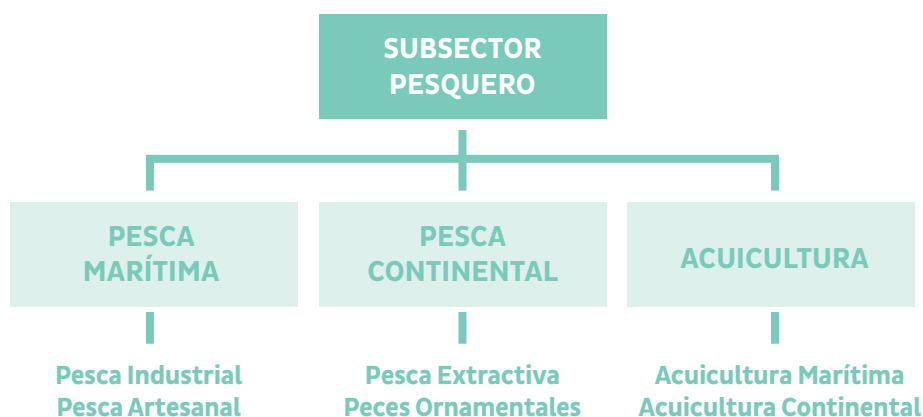 SUBSECTOR
PESQUERO
PESCA
MARÍTIMA
PESCA
CONTINENTAL
ACUICULTURA
Pesca Industrial
Pesca Artesanal
Pesca Extractiva
Peces Ornamentales
Acuicultura Marítima
Acuicultura Continental